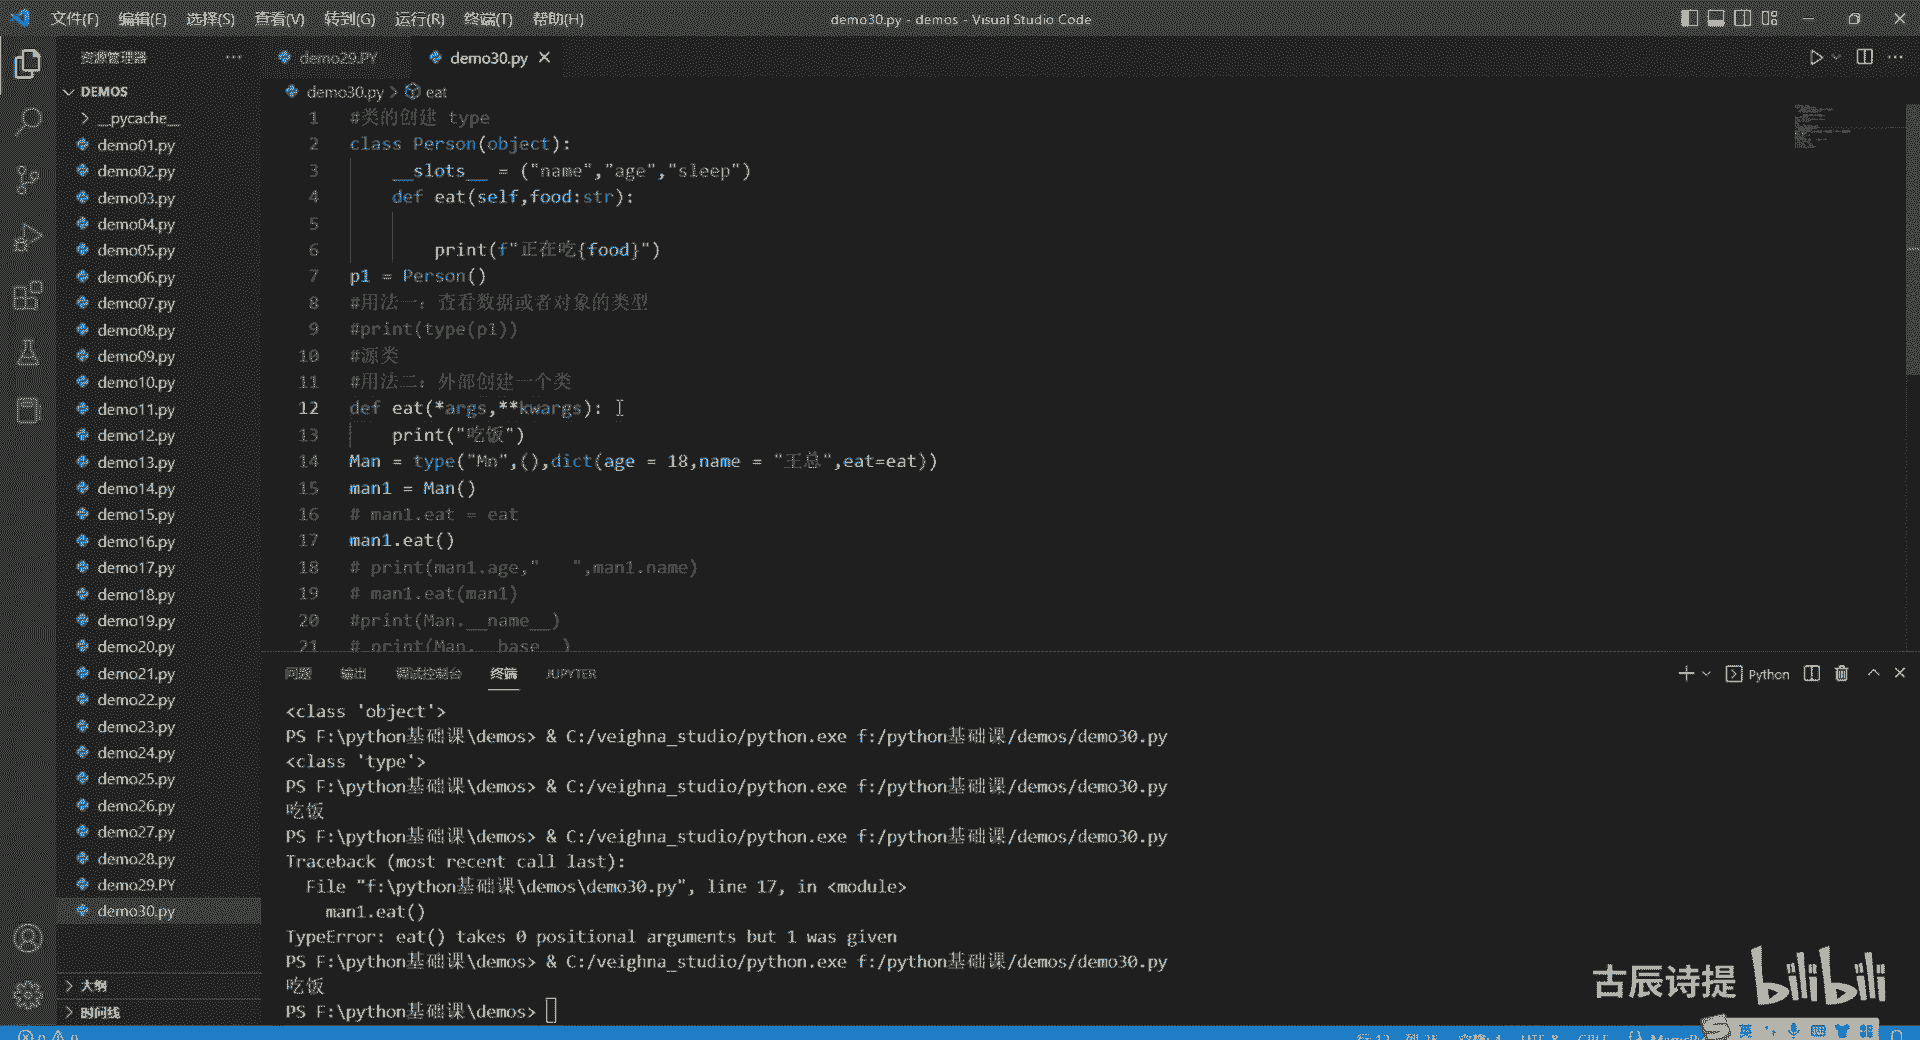 文件(F) 编辑(E) 选择(S) 查看(V) 转到(G) 运行(R) 终端(T) 帮助(H) demo30.py - demos - Visual Studio Code
资源管理器
demo29.PY demo30.py
DEMOS
demo30.py > eat
__pycache__
demo01.py
demo02.py
demo03.py
demo04.py
demo05.py
demo06.py
demo07.py
demo08.py
demo09.py
demo10.py
demo11.py
demo12.py
demo13.py
demo14.py
demo15.py
demo16.py
demo17.py
demo18.py
demo19.py
demo20.py
demo21.py
demo22.py
demo23.py
demo24.py
demo25.py
demo26.py
demo27.py
demo28.py
demo29.PY
demo30.py
大纲
时间线
1 #类的创建 type
2 class Person(object):
3 __slots__ = ("name","age","sleep")
4 def eat(self,food:str):
5
6 print(f"正在吃{food}")
7 p1 = Person()
8 #用法一：查看数据或者对象的类型
9 #print(type(p1))
10 #源类
11 #用法二：外部创建一个类
12 def eat(*args,**kwargs):
13 print("吃饭")
14 Man = type("Mn",(),dict(age = 18,name = "王总",eat=eat))
15 man1 = Man()
16 # man1.eat = eat
17 man1.eat()
18 # print(man1.age,"   ",man1.name)
19 # man1.eat(man1)
20 #print(Man.__name__)
21 # print(Man.__base__)
问题 输出 调试控制台 终端 JUPYTER
Python
<class 'object'>
PS F:\python基础课\demos> & C:/veighna_studio/python.exe f:/python基础课/demos/demo30.py
<class 'type'>
PS F:\python基础课\demos> & C:/veighna_studio/python.exe f:/python基础课/demos/demo30.py
吃饭
PS F:\python基础课\demos> & C:/veighna_studio/python.exe f:/python基础课/demos/demo30.py
Traceback (most recent call last):
File "f:\python基础课\demos\demo30.py", line 17, in <module>
man1.eat()
TypeError: eat() takes 0 positional arguments but 1 was given
PS F:\python基础课\demos> & C:/veighna_studio/python.exe f:/python基础课/demos/demo30.py
吃饭
PS F:\python基础课\demos>
古辰诗提 bilibili
英